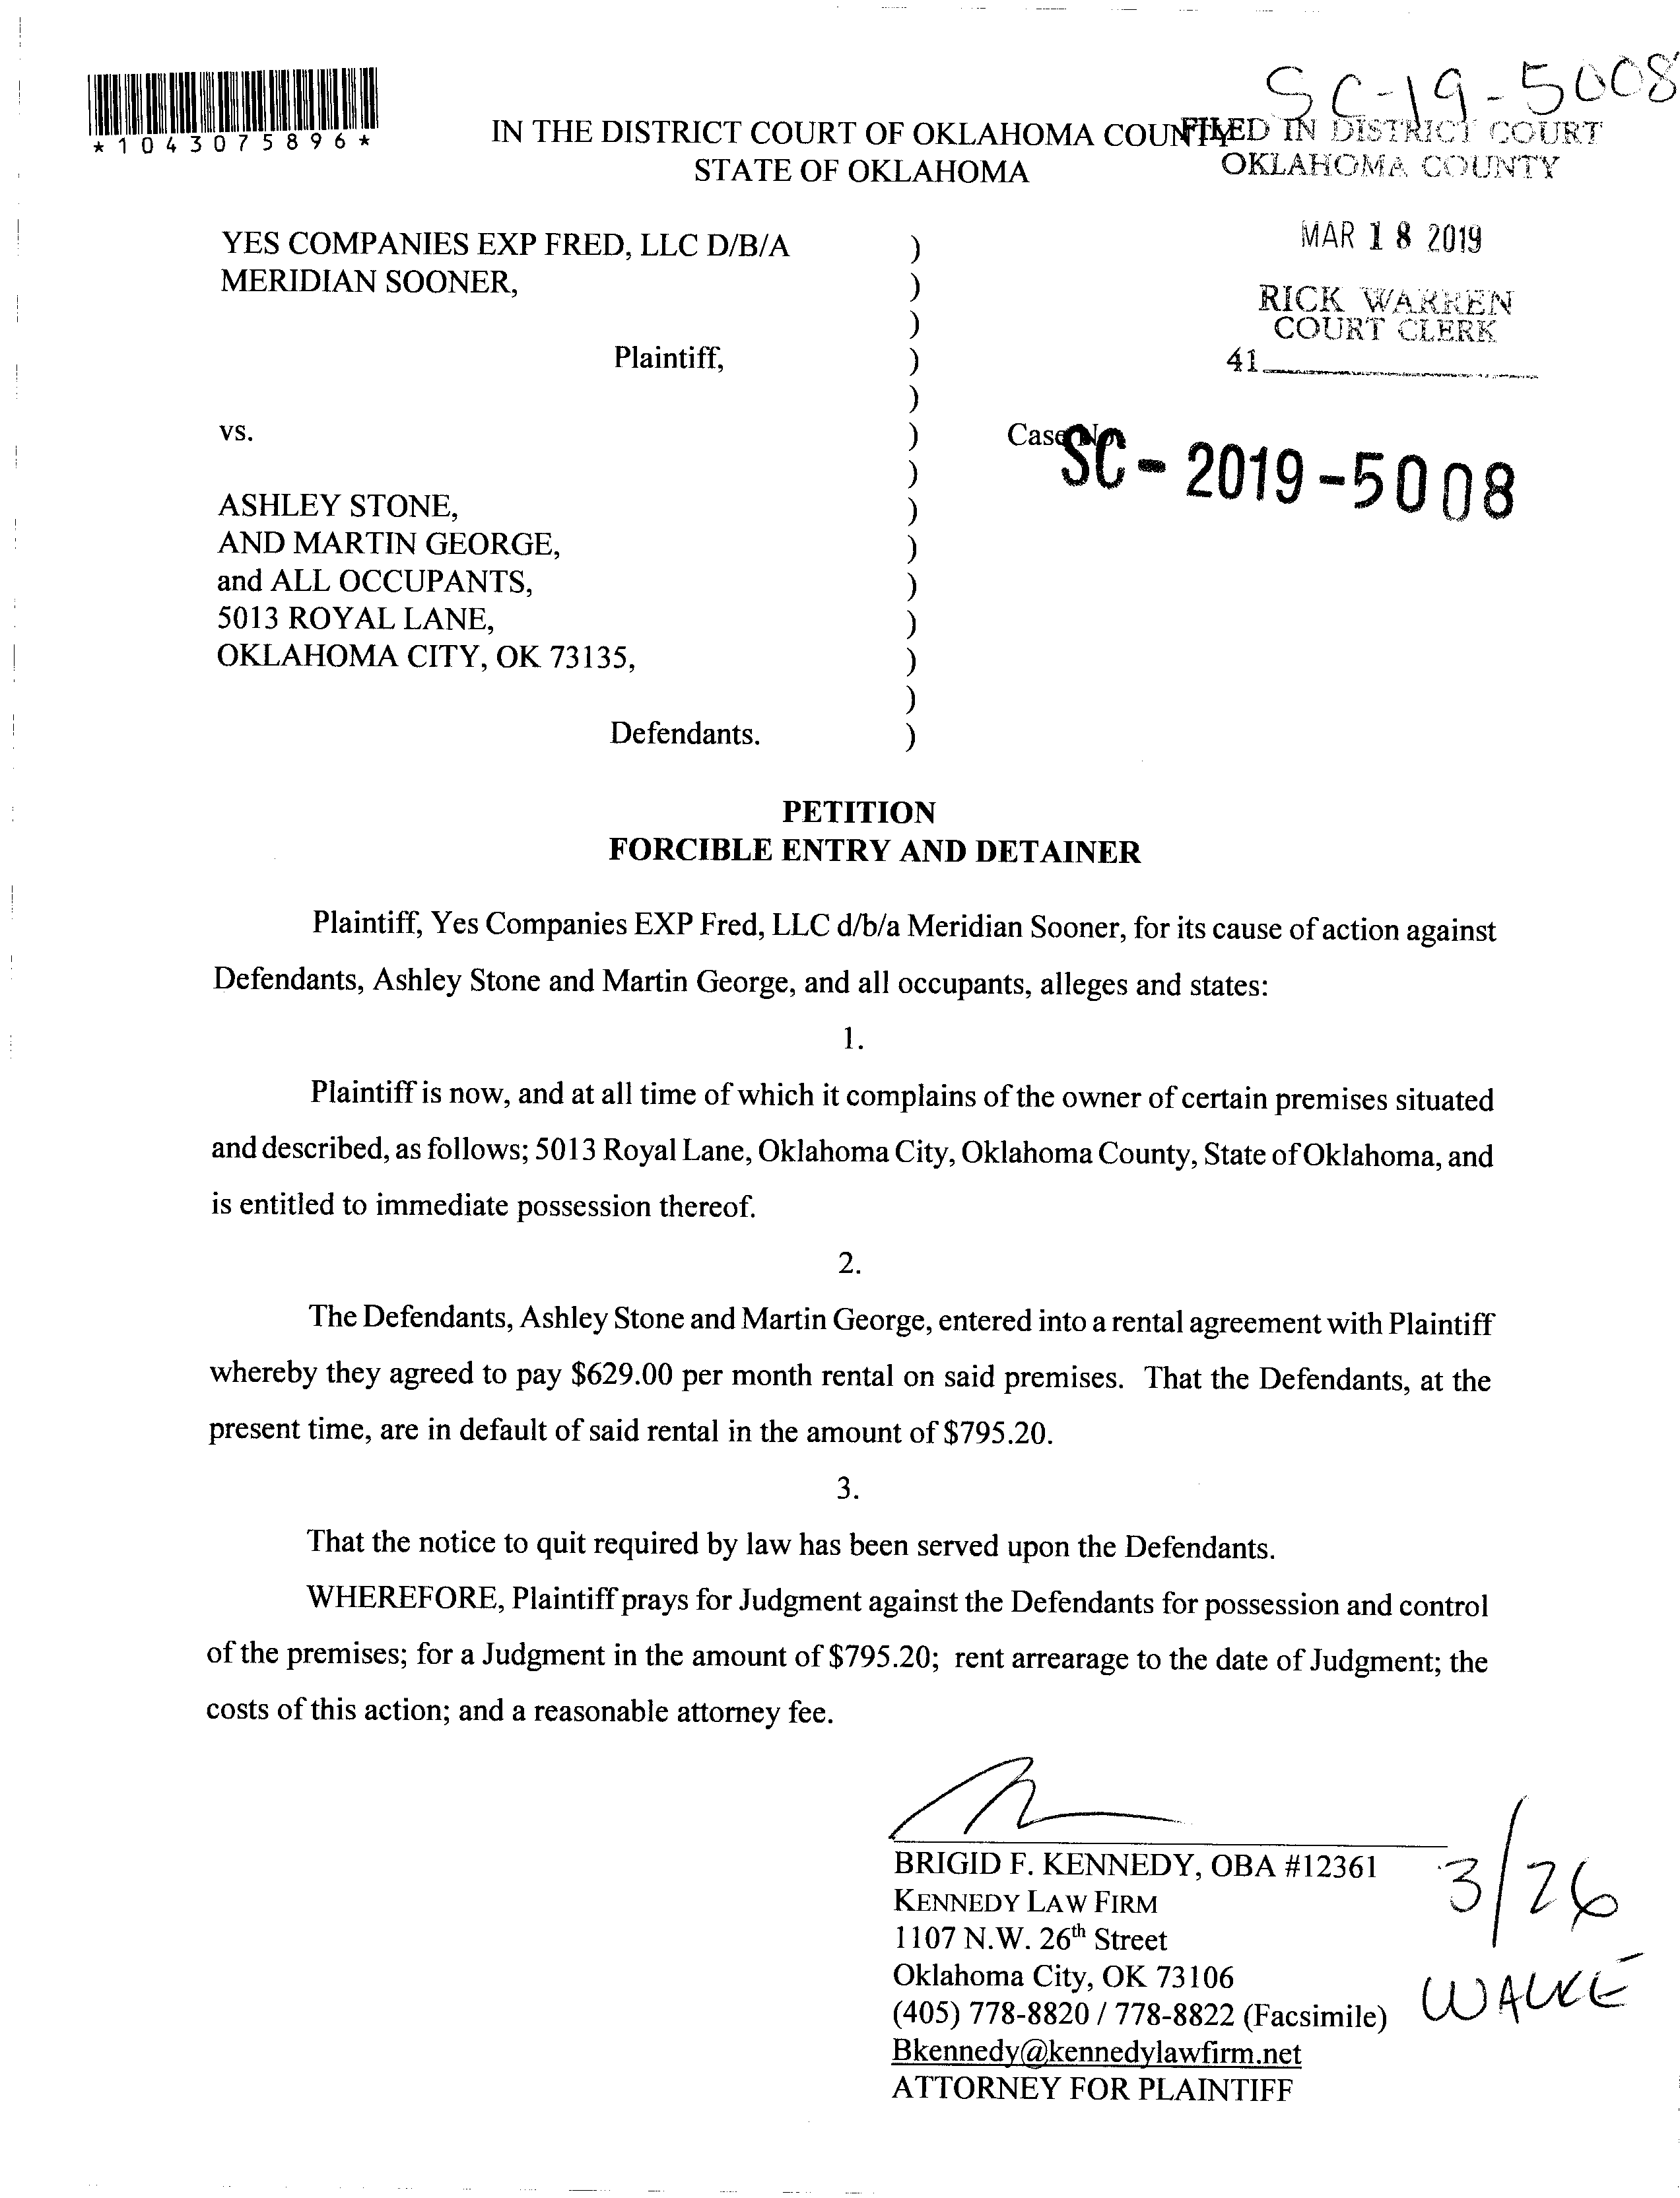 SC-19-5008
*1043075896*
IN THE DISTRICT COURT OF OKLAHOMA COUNTY
STATE OF OKLAHOMA
FILED IN DISTRICT COURT
OKLAHOMA COUNTY
MAR 18 2019
RICK WARREN
COURT CLERK
41
YES COMPANIES EXP FRED, LLC D/B/A )
MERIDIAN SOONER, )
)
Plaintiff, )
)
vs. ) Case No.
SC-2019-5008
)
ASHLEY STONE, )
AND MARTIN GEORGE, )
and ALL OCCUPANTS, )
5013 ROYAL LANE, )
OKLAHOMA CITY, OK 73135, )
)
Defendants. )
PETITION
FORCIBLE ENTRY AND DETAINER
Plaintiff, Yes Companies EXP Fred, LLC d/b/a Meridian Sooner, for its cause of action against
Defendants, Ashley Stone and Martin George, and all occupants, alleges and states:
1.
Plaintiff is now, and at all time of which it complains of the owner of certain premises situated
and described, as follows; 5013 Royal Lane, Oklahoma City, Oklahoma County, State of Oklahoma, and
is entitled to immediate possession thereof.
2.
The Defendants, Ashley Stone and Martin George, entered into a rental agreement with Plaintiff
whereby they agreed to pay $629.00 per month rental on said premises. That the Defendants, at the
present time, are in default of said rental in the amount of $795.20.
3.
That the notice to quit required by law has been served upon the Defendants.
WHEREFORE, Plaintiff prays for Judgment against the Defendants for possession and control
of the premises; for a Judgment in the amount of $795.20; rent arrearage to the date of Judgment; the
costs of this action; and a reasonable attorney fee.
BRIGID F. KENNEDY, OBA #12361
KENNEDY LAW FIRM
1107 N.W. 26th Street
Oklahoma City, OK 73106
(405) 778-8820 / 778-8822 (Facsimile)
Bkennedy@kennedylawfirm.net
ATTORNEY FOR PLAINTIFF
3/26
WALKE